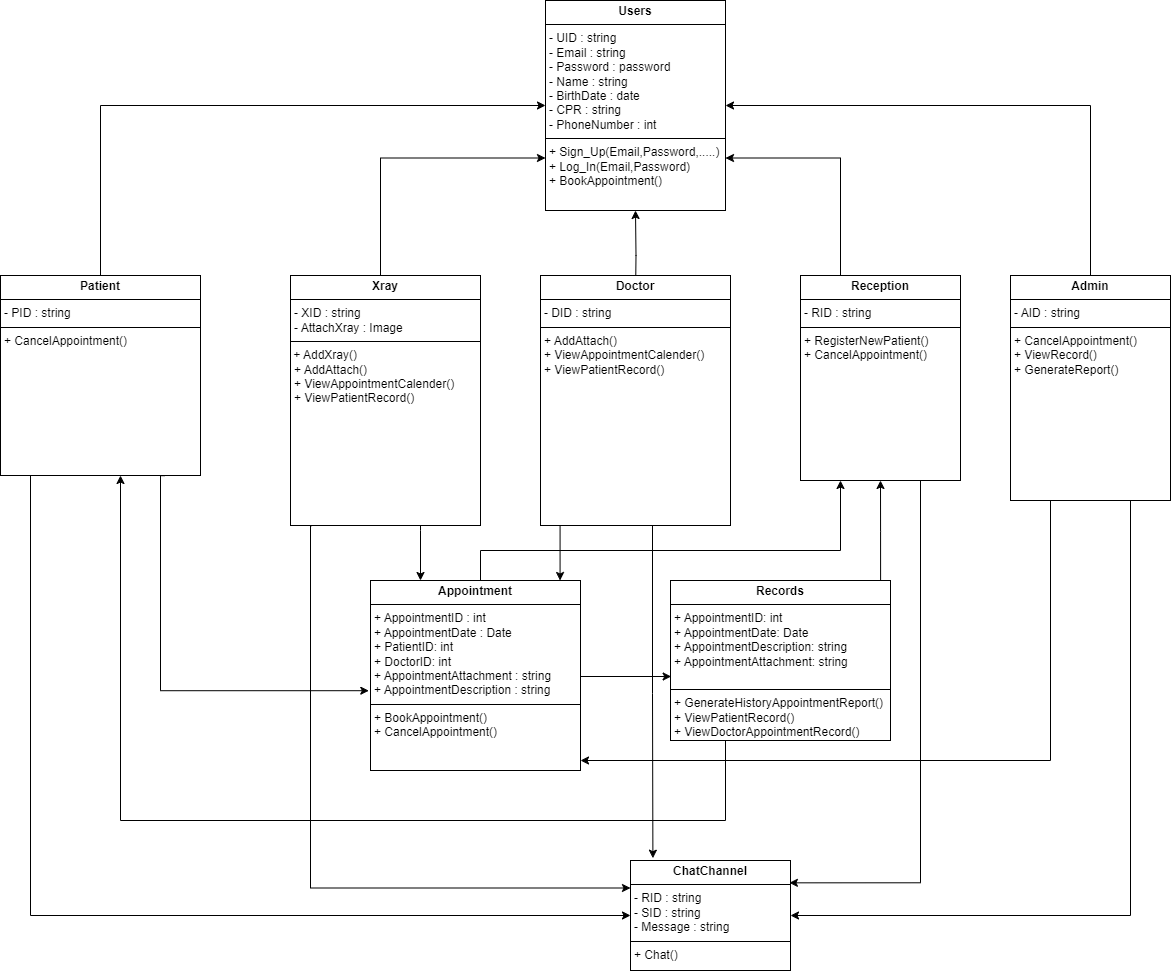 Users
- UID : string
- Email : string
- Password : password
- Name : string
- BirthDate : date
- CPR : string
- PhoneNumber : int
+ Sign_Up(Email,Password,.....)
+ Log_In(Email,Password)
+ BookAppointment()
Patient
- PID : string
+ CancelAppointment()
Xray
- XID : string
- AttachXray : Image
+ AddXray()
+ AddAttach()
+ ViewAppointmentCalender()
+ ViewPatientRecord()
Doctor
- DID : string
+ AddAttach()
+ ViewAppointmentCalender()
+ ViewPatientRecord()
Reception
- RID : string
+ RegisterNewPatient()
+ CancelAppointment()
Admin
- AID : string
+ CancelAppointment()
+ ViewRecord()
+ GenerateReport()
Appointment
+ AppointmentID : int
+ AppointmentDate : Date
+ PatientID: int
+ DoctorID: int
+ AppointmentAttachment : string
+ AppointmentDescription : string
+ BookAppointment()
+ CancelAppointment()
Records
+ AppointmentID: int
+ AppointmentDate: Date
+ AppointmentDescription: string
+ AppointmentAttachment: string
+ GenerateHistoryAppointmentReport()
+ ViewPatientRecord()
+ ViewDoctorAppointmentRecord()
ChatChannel
- RID : string
- SID : string
- Message : string
+ Chat()